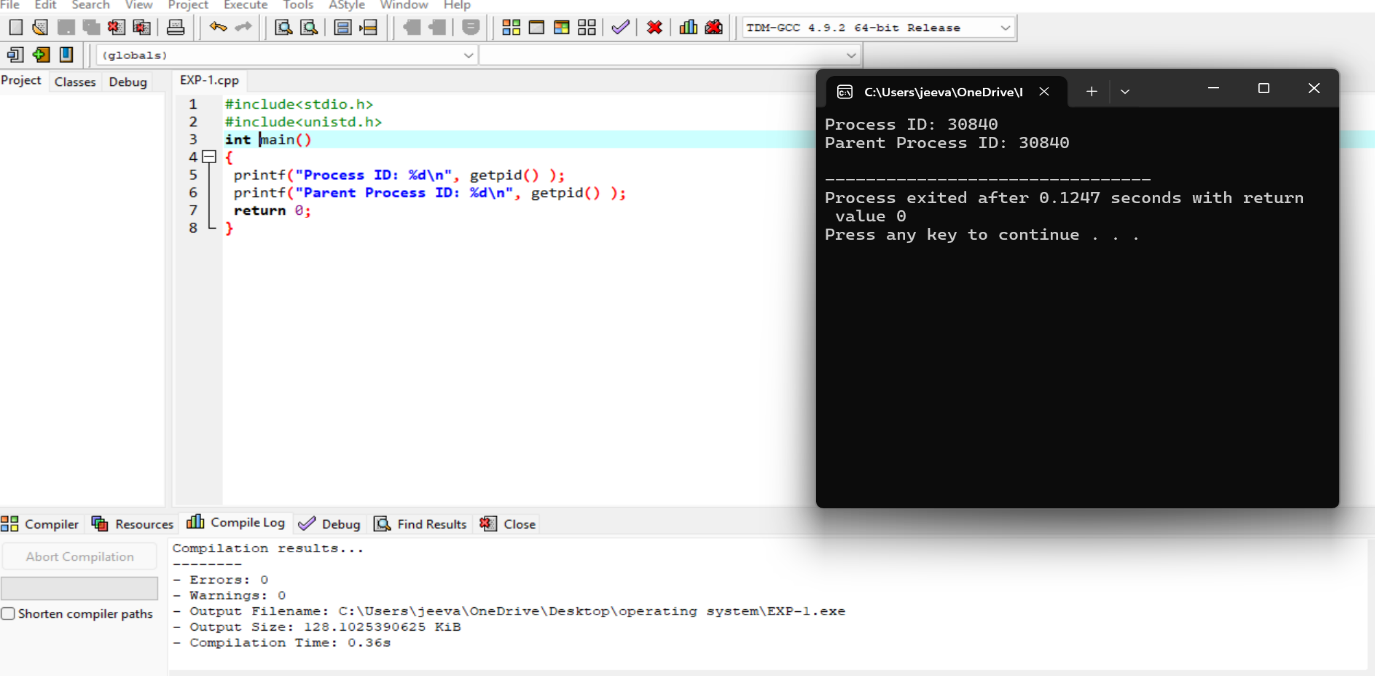 File Edit Search View Project Execute Tools AStyle Window Help
TDM-GCC 4.9.2 64-bit Release
(globals)
Project Classes Debug
EXP-1.cpp
1 #include<stdio.h>
2 #include<unistd.h>
3 int main()
4 {
5 printf("Process ID: %d\n", getpid() );
6 printf("Parent Process ID: %d\n", getpid() );
7 return 0;
8 }
C:\Users\jeeva\OneDrive\I
Process ID: 30840
Parent Process ID: 30840
--------------------------------
Process exited after 0.1247 seconds with return
value 0
Press any key to continue . . .
Compiler Resources Compile Log Debug Find Results Close
Abort Compilation
Shorten compiler paths
Compilation results...
--------
- Errors: 0
- Warnings: 0
- Output Filename: C:\Users\jeeva\OneDrive\Desktop\operating system\EXP-1.exe
- Output Size: 128.1025390625 KiB
- Compilation Time: 0.36s